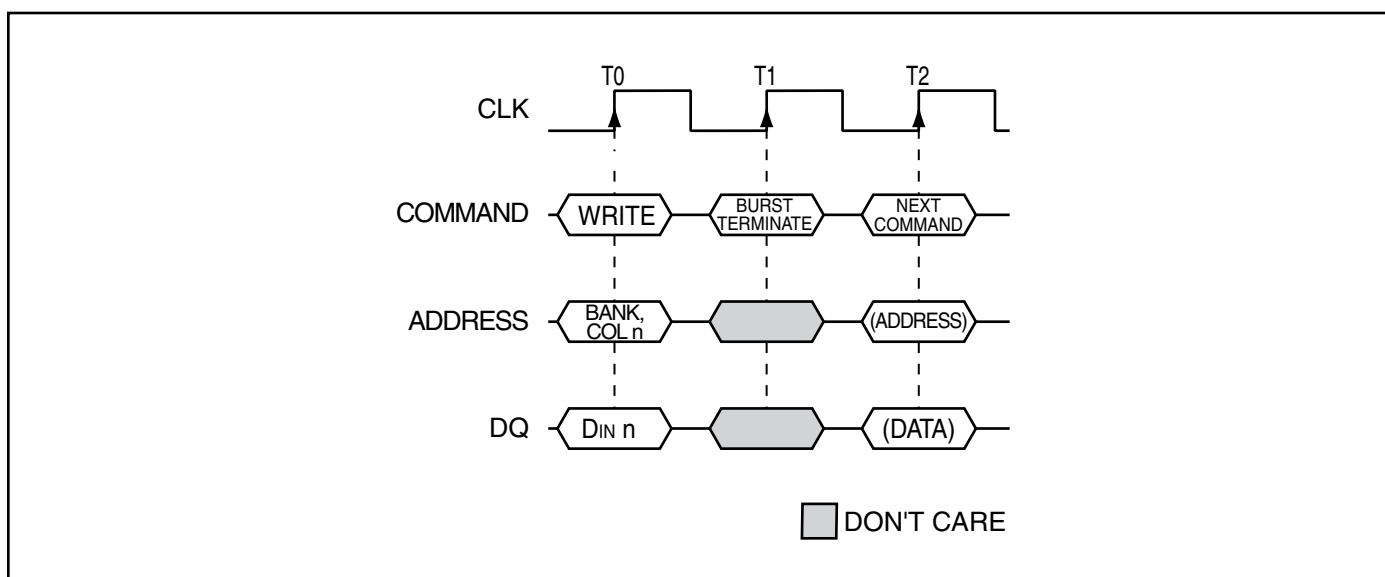 T0 T1 T2
CLK
COMMAND WRITE BURST TERMINATE NEXT COMMAND
ADDRESS BANK, COL n (ADDRESS)
DQ DIN n (DATA)
DON'T CARE